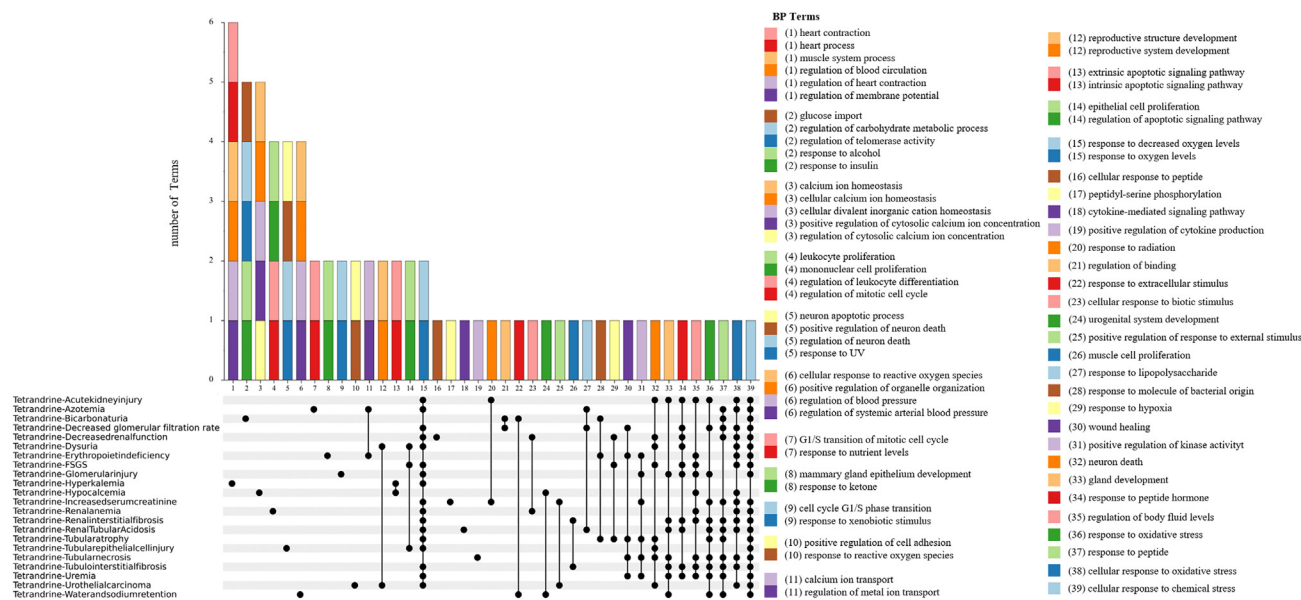 BP Terms
number of Terms
6
5
4
3
2
1
0
1 2 3 4 5 6 7 8 9 10 11 12 13 14 15 16 17 18 19 20 21 22 23 24 25 26 27 28 29 30 31 32 33 34 35 36 37 38 39
Tetrandrine-Acutekidneyinjury
Tetrandrine-Azotemia
Tetrandrine-Bicarbonaturia
Tetrandrine-Decreased glomerular filtration rate
Tetrandrine-Decreasedrenalfunction
Tetrandrine-Dysuria
Tetrandrine-Erythropoietindeficiency
Tetrandrine-FSGS
Tetrandrine-Glomerularinjury
Tetrandrine-Hyperkalemia
Tetrandrine-Hypocalcemia
Tetrandrine-Increasedserumcreatinine
Tetrandrine-Renalanemia
Tetrandrine-Renalinterstitialfibrosis
Tetrandrine-RenalTubularAcidosis
Tetrandrine-Tubularatrophy
Tetrandrine-Tubularepithelialcellinjury
Tetrandrine-Tubularnecrosis
Tetrandrine-Tubulointerstitialfibrosis
Tetrandrine-Uremia
Tetrandrine-Urothelialcarcinoma
Tetrandrine-Waterandsodiumretention
(1) heart contraction
(1) heart process
(1) muscle system process
(1) regulation of blood circulation
(1) regulation of heart contraction
(1) regulation of membrane potential
(2) glucose import
(2) regulation of carbohydrate metabolic process
(2) regulation of telomerase activity
(2) response to alcohol
(2) response to insulin
(3) calcium ion homeostasis
(3) cellular calcium ion homeostasis
(3) cellular divalent inorganic cation homeostasis
(3) positive regulation of cytosolic calcium ion concentration
(3) regulation of cytosolic calcium ion concentration
(4) leukocyte proliferation
(4) mononuclear cell proliferation
(4) regulation of leukocyte differentiation
(4) regulation of mitotic cell cycle
(5) neuron apoptotic process
(5) positive regulation of neuron death
(5) regulation of neuron death
(5) response to UV
(6) cellular response to reactive oxygen species
(6) positive regulation of organelle organization
(6) regulation of blood pressure
(6) regulation of systemic arterial blood pressure
(7) G1/S transition of mitotic cell cycle
(7) response to nutrient levels
(8) mammary gland epithelium development
(8) response to ketone
(9) cell cycle G1/S phase transition
(9) response to xenobiotic stimulus
(10) positive regulation of cell adhesion
(10) response to reactive oxygen species
(11) calcium ion transport
(11) regulation of metal ion transport
(12) reproductive structure development
(12) reproductive system development
(13) extrinsic apoptotic signaling pathway
(13) intrinsic apoptotic signaling pathway
(14) epithelial cell proliferation
(14) regulation of apoptotic signaling pathway
(15) response to decreased oxygen levels
(15) response to oxygen levels
(16) cellular response to peptide
(17) peptidyl-serine phosphorylation
(18) cytokine-mediated signaling pathway
(19) positive regulation of cytokine production
(20) response to radiation
(21) regulation of binding
(22) response to extracellular stimulus
(23) cellular response to biotic stimulus
(24) urogenital system development
(25) positive regulation of response to external stimulus
(26) muscle cell proliferation
(27) response to lipopolysaccharide
(28) response to molecule of bacterial origin
(29) response to hypoxia
(30) wound healing
(31) positive regulation of kinase activityt
(32) neuron death
(33) gland development
(34) response to peptide hormone
(35) regulation of body fluid levels
(36) response to oxidative stress
(37) response to peptide
(38) cellular response to oxidative stress
(39) cellular response to chemical stress